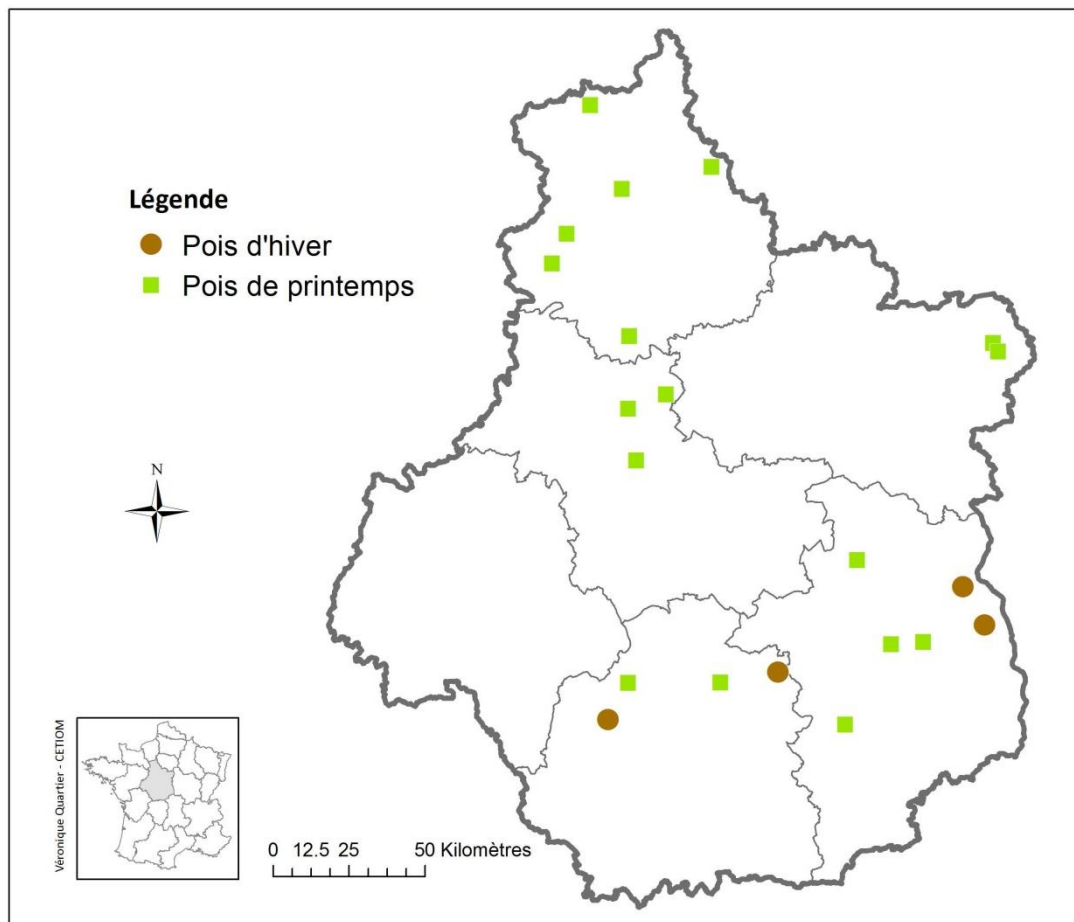 Légende
Pois d'hiver
Pois de printemps
N
Véronique Quartier - CETIOM
0 12.5 25 50 Kilomètres